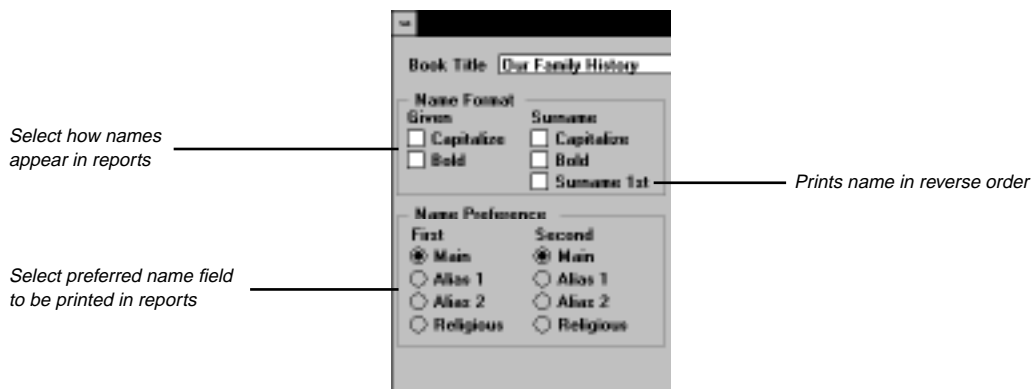 Book Title Our Family History
Name Format
Given Surname
Capitalize Capitalize
Bold Bold
Surname 1st
Select how names
appear in reports
Prints name in reverse order
Name Preference
First Second
Main Main
Alias 1 Alias 1
Alias 2 Alias 2
Religious Religious
Select preferred name field
to be printed in reports